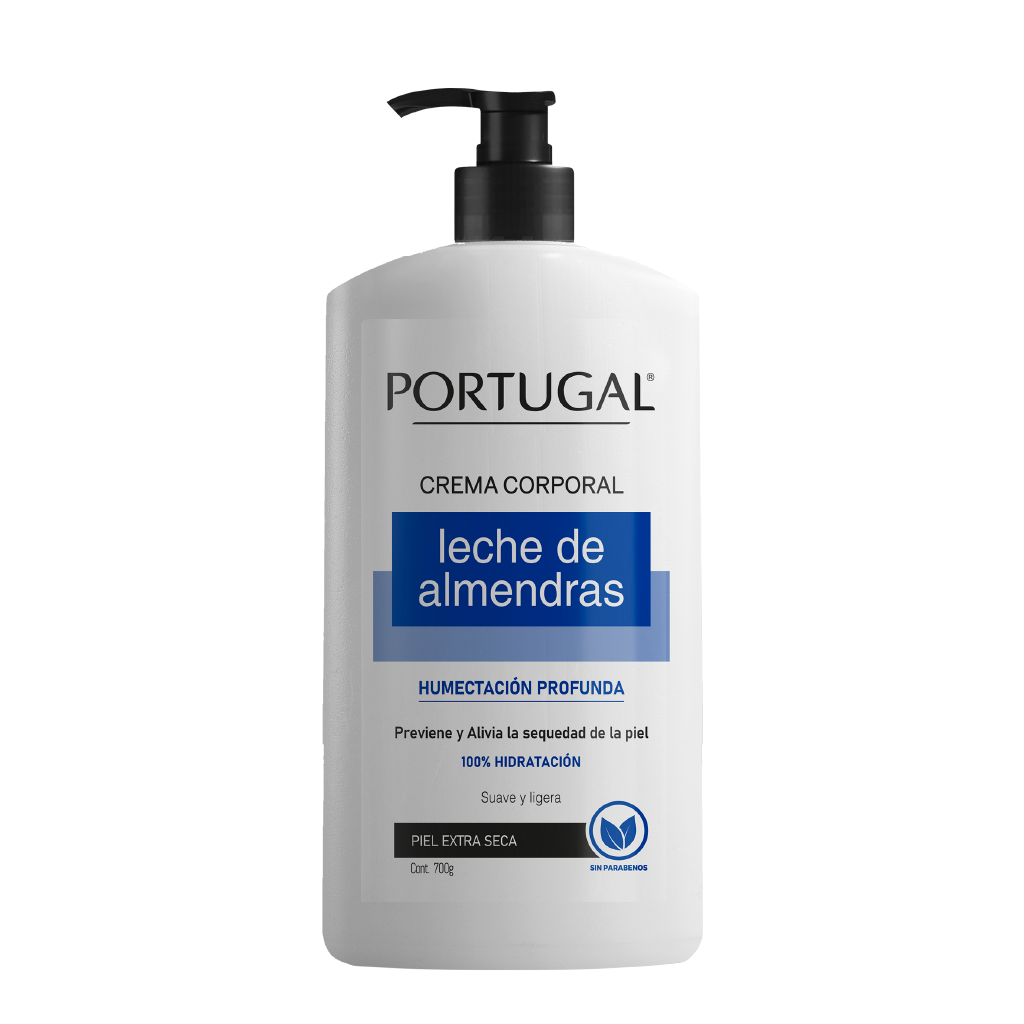 PORTUGAL®
CREMA CORPORAL
leche de
almendras
HUMECTACIÓN PROFUNDA
Previene y Alivia la sequedad de la piel
100% HIDRATACIÓN
Suave y ligera
PIEL EXTRA SECA
Cont. 700g
SIN PARABENOS